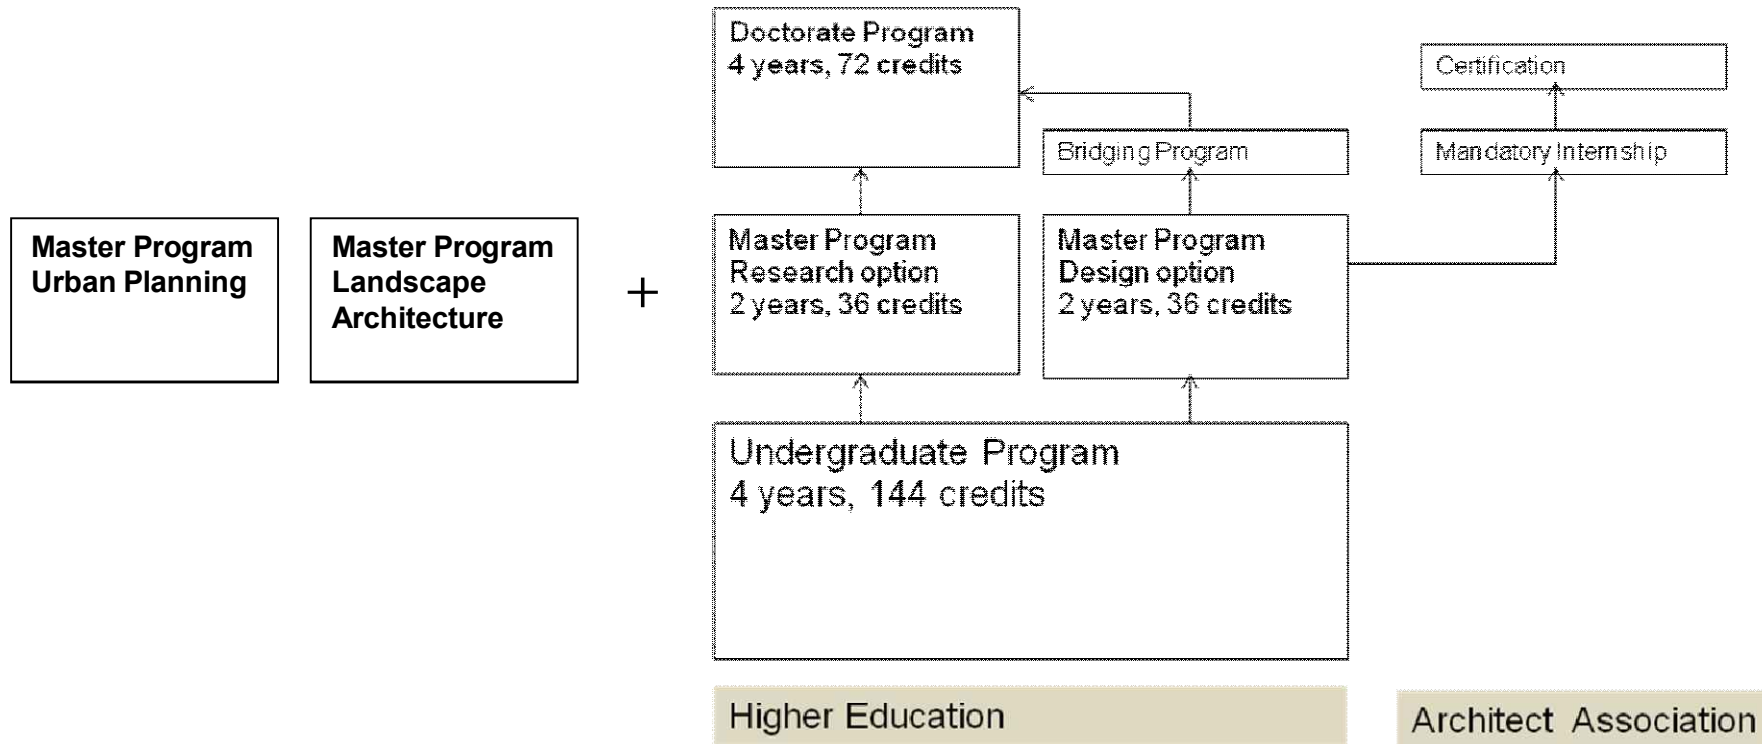 Doctorate Program
4 years, 72 credits
Certification
Bridging Program
Mandatory Internship
Master Program
Urban Planning
Master Program
Landscape
Architecture
+
Master Program
Research option
2 years, 36 credits
Master Program
Design option
2 years, 36 credits
Undergraduate Program
4 years, 144 credits
Higher Education
Architect Association